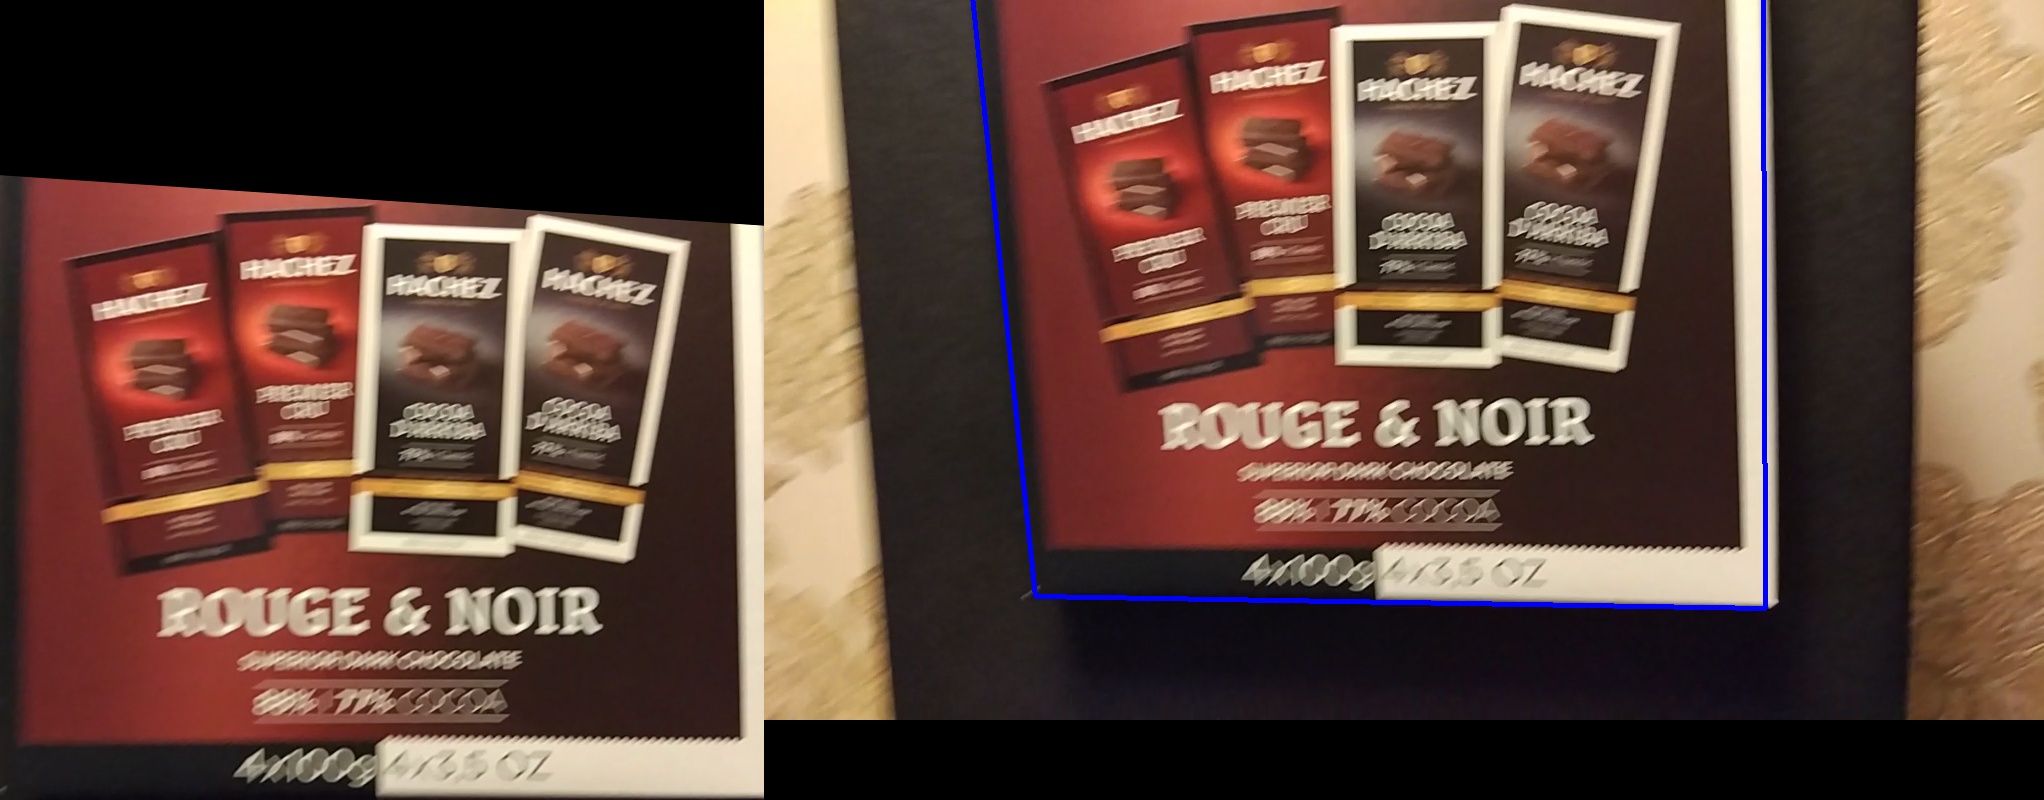 HACHEZ
HACHEZ
HACHEZ
HACHEZ
PREMIER
CRU
PREMIER
CRU
COCOA
D'ARRIBA
COCOA
D'ARRIBA
ROUGE & NOIR
SUPERIOR DARK CHOCOLATE
88% 77% COCOA
4x100g 4x3,5 OZ
HACHEZ
HACHEZ
HACHEZ
HACHEZ
PREMIER
CRU
PREMIER
CRU
COCOA
D'ARRIBA
COCOA
D'ARRIBA
ROUGE & NOIR
SUPERIOR DARK CHOCOLATE
88% 77% COCOA
4x100g 4x3,5 OZ